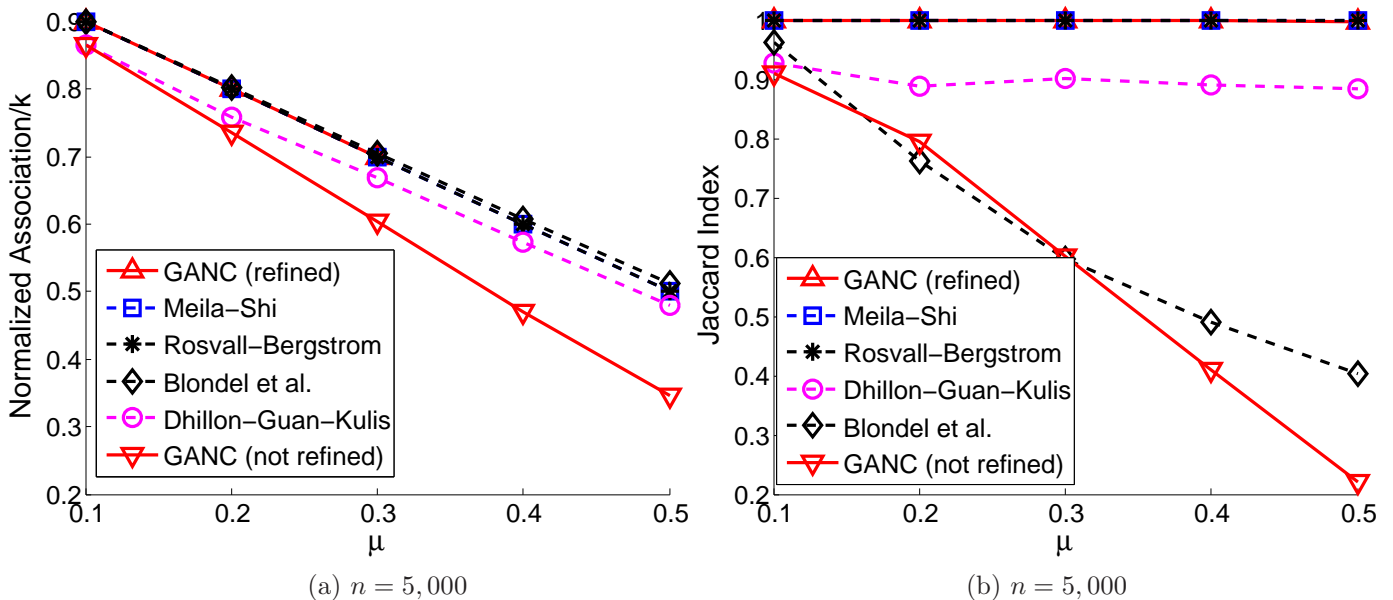 Normalized Association/k
0.9
0.8
0.7
0.6
0.5
0.4
0.3
0.2
GANC (refined)
Meila−Shi
Rosvall−Bergstrom
Blondel et al.
Dhillon−Guan−Kulis
GANC (not refined)
0.1 0.2 0.3 0.4 0.5
μ
(a) n = 5, 000
Jaccard Index
1
0.9
0.8
0.7
0.6
0.5
0.4
0.3
0.2
GANC (refined)
Meila−Shi
Rosvall−Bergstrom
Dhillon−Guan−Kulis
Blondel et al.
GANC (not refined)
0.1 0.2 0.3 0.4 0.5
μ
(b) n = 5, 000